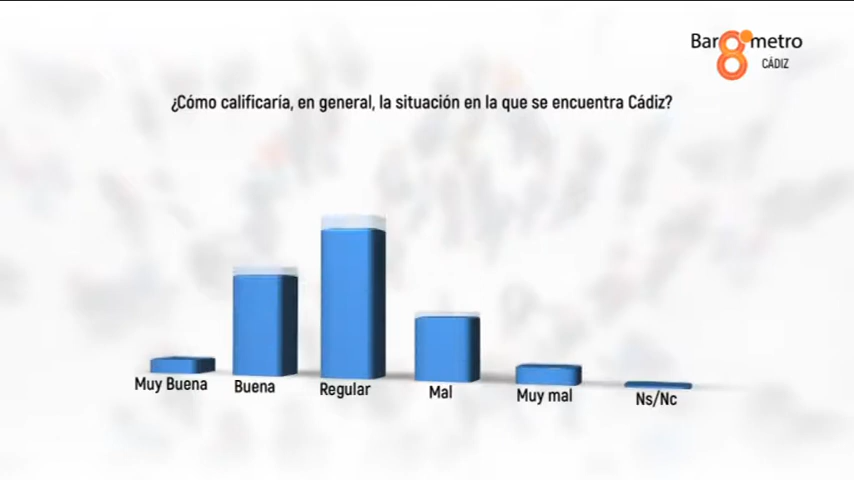 Bar8metro
CÁDIZ
¿Cómo calificaría, en general, la situación en la que se encuentra Cádiz?
Muy Buena
Buena
Regular
Mal
Muy mal
Ns/Nc